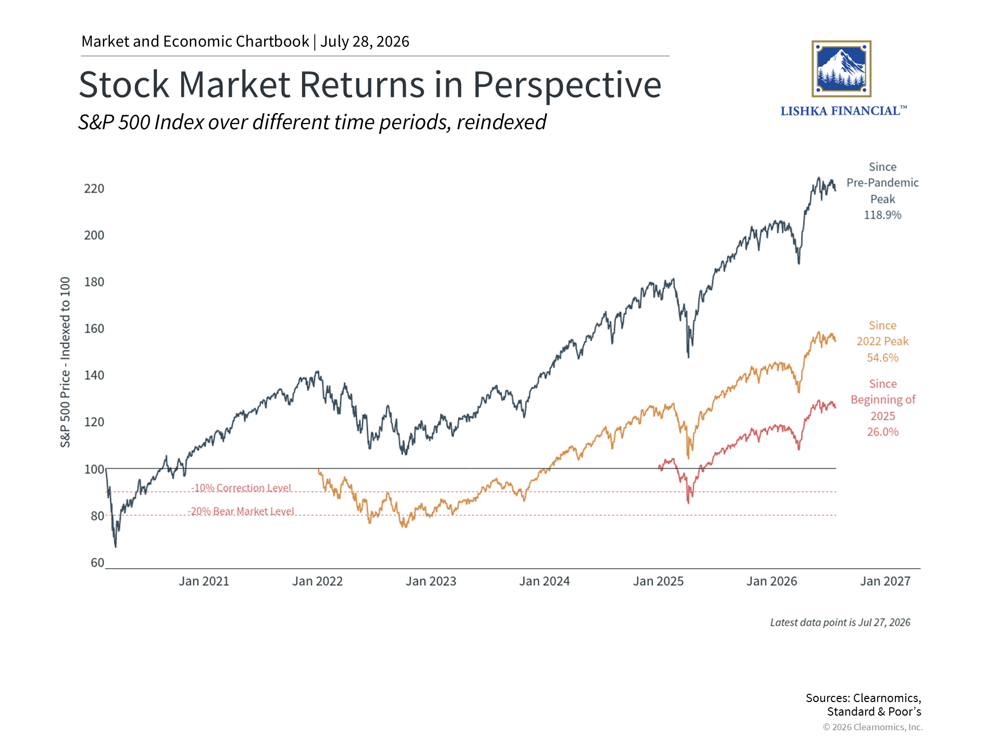 Market and Economic Chartbook | July 28, 2026
Stock Market Returns in Perspective
S&P 500 Index over different time periods, reindexed
LISHKA FINANCIAL™
S&P 500 Price - Indexed to 100
220
200
180
160
140
120
100
80
60
-10% Correction Level
-20% Bear Market Level
Since
Pre-Pandemic
Peak
118.9%
Since
2022 Peak
54.6%
Since
Beginning of
2025
26.0%
Jan 2021
Jan 2022
Jan 2023
Jan 2024
Jan 2025
Jan 2026
Jan 2027
Latest data point is Jul 27, 2026
Sources: Clearnomics,
Standard & Poor’s
© 2026 Clearnomics, Inc.